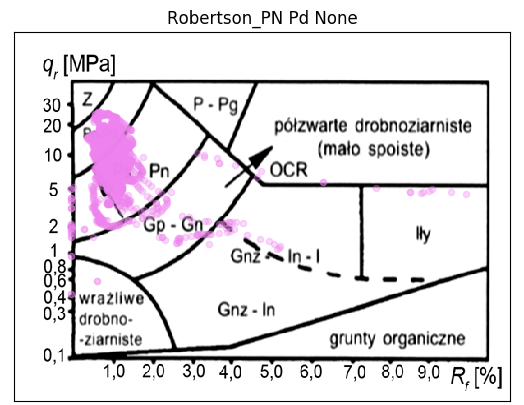 Robertson_PN Pd None
qr [MPa]
Z
P - Pg
30
20
półzwarte drobnoziarniste
(mało spoiste)
10
Pn
OCR
5
2
Gp - Gn
Iły
1
Gnz - In - I
0,8
0,6
0,4
wrażliwe
drobno-
-ziarniste
0,3
Gnz - In
grunty organiczne
0,1
1,0 2,0 3,0 4,0 5,0 6,0 7,0 8,0 9,0 Rf [%]